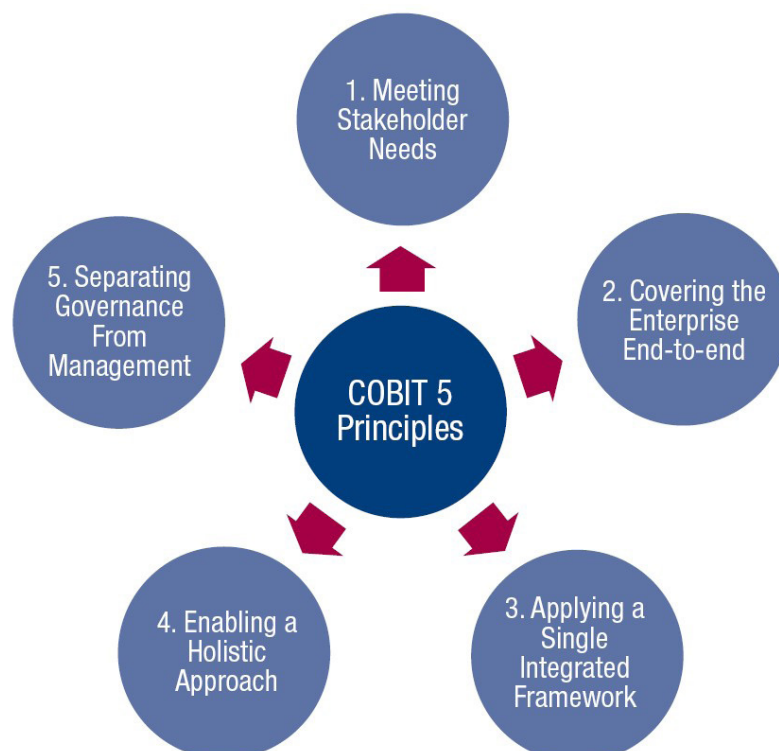 1. Meeting
Stakeholder
Needs
2. Covering the
Enterprise
End-to-end
3. Applying a
Single
Integrated
Framework
4. Enabling a
Holistic
Approach
5. Separating
Governance
From
Management
COBIT 5
Principles